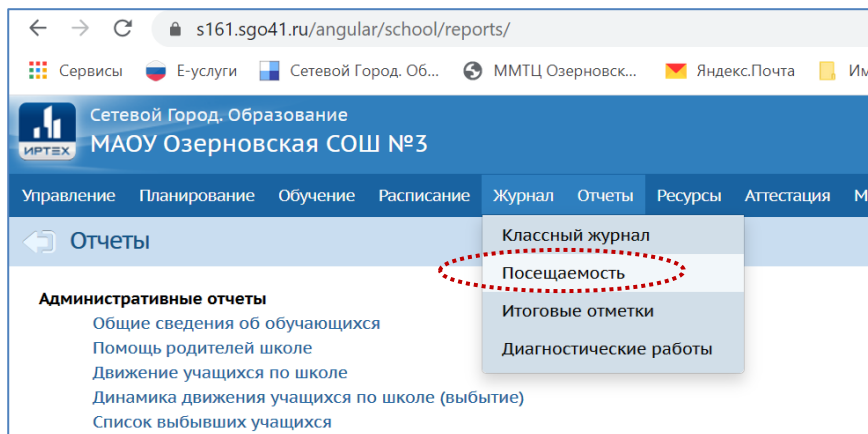 s161.sgo41.ru/angular/school/reports/
Сервисы Е-услуги Сетевой Город. Об... ММТЦ Озерновск... Яндекс.Почта
ИРТЕХ
Сетевой Город. Образование
МАОУ Озерновская СОШ №3
Управление Планирование Обучение Расписание Журнал Отчеты Ресурсы Аттестация
Отчеты
Классный журнал
Посещаемость
Итоговые отметки
Диагностические работы
Административные отчеты
Общие сведения об обучающихся
Помощь родителей школе
Движение учащихся по школе
Динамика движения учащихся по школе (выбытие)
Список выбывших учащихся